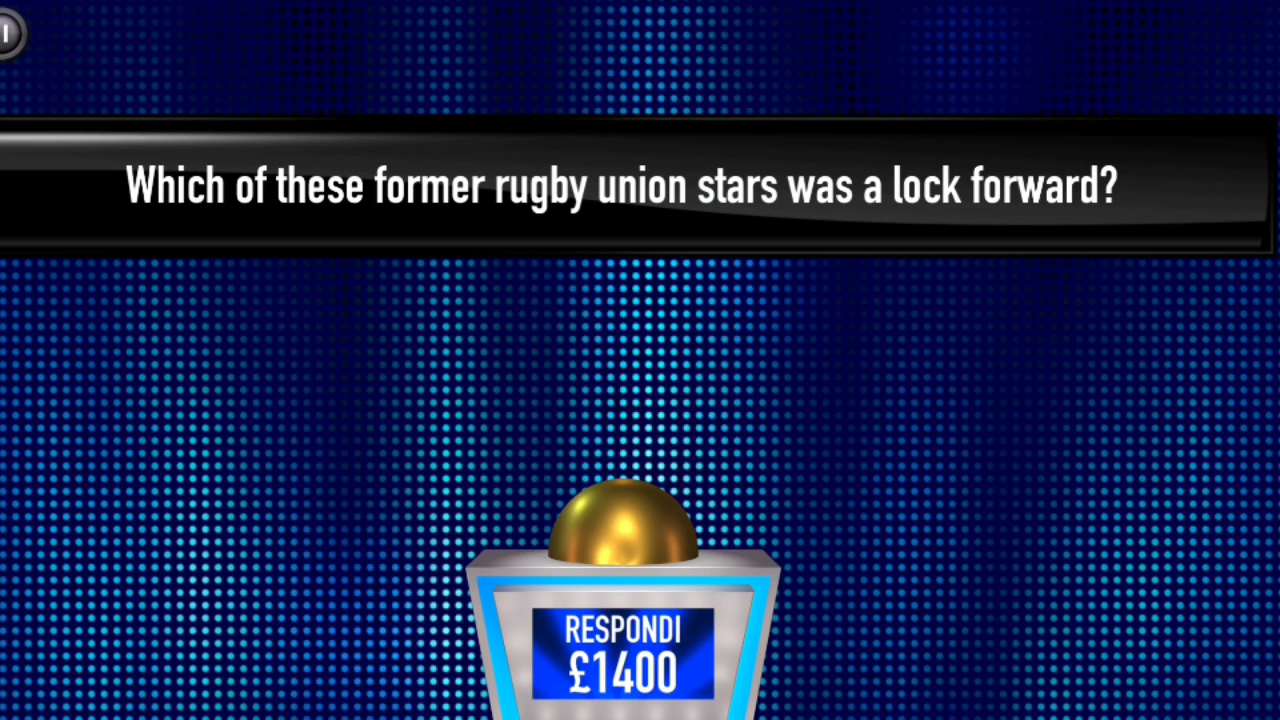 Which of these former rugby union stars was a lock forward?
RESPONDI
£1400